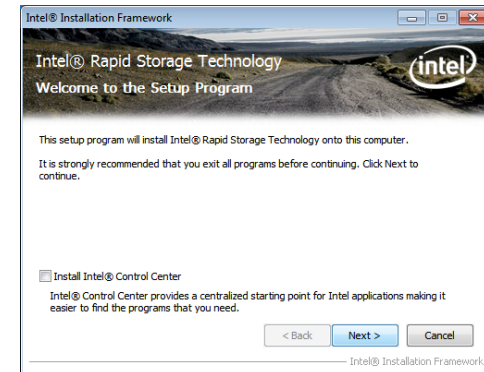 Intel® Installation Framework
Intel® Rapid Storage Technology
Welcome to the Setup Program
(intel)
This setup program will install Intel® Rapid Storage Technology onto this computer.
It is strongly recommended that you exit all programs before continuing. Click Next to
continue.
Install Intel® Control Center
Intel® Control Center provides a centralized starting point for Intel applications making it
easier to find the programs that you need.
< Back Next > Cancel
Intel® Installation Framework